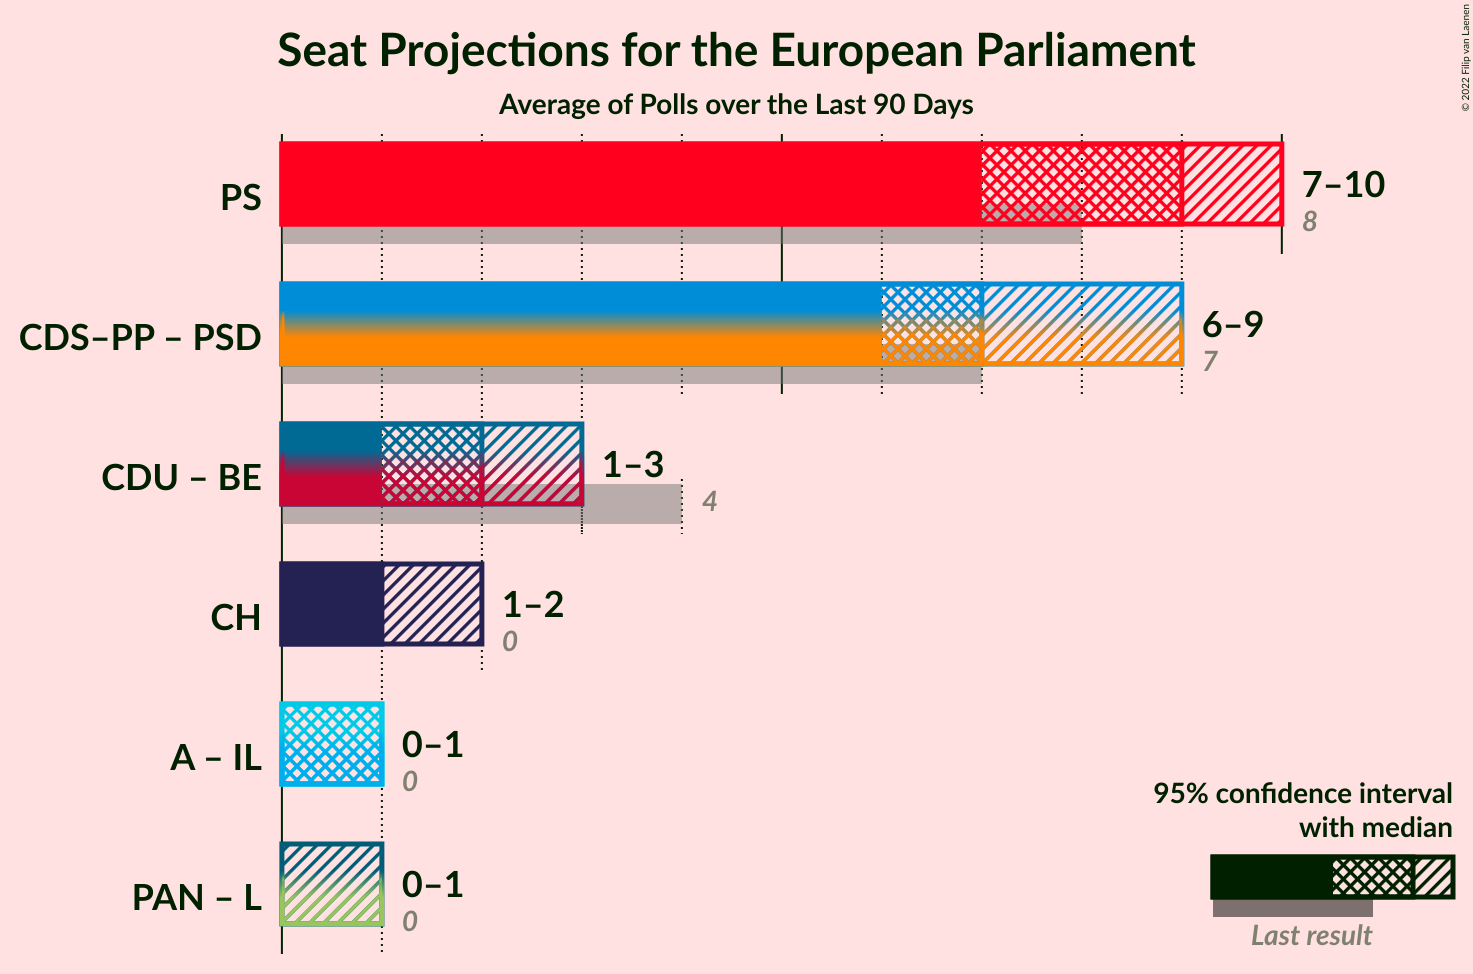 Seat Projections for the European Parliament
Average of Polls over the Last 90 Days
© 2022 Filip van Laenen
PS
7–10
8
CDS–PP – PSD
6–9
7
CDU – BE
1–3
4
CH
1–2
0
A – IL
0–1
0
PAN – L
0–1
0
95% confidence interval
with median
Last result